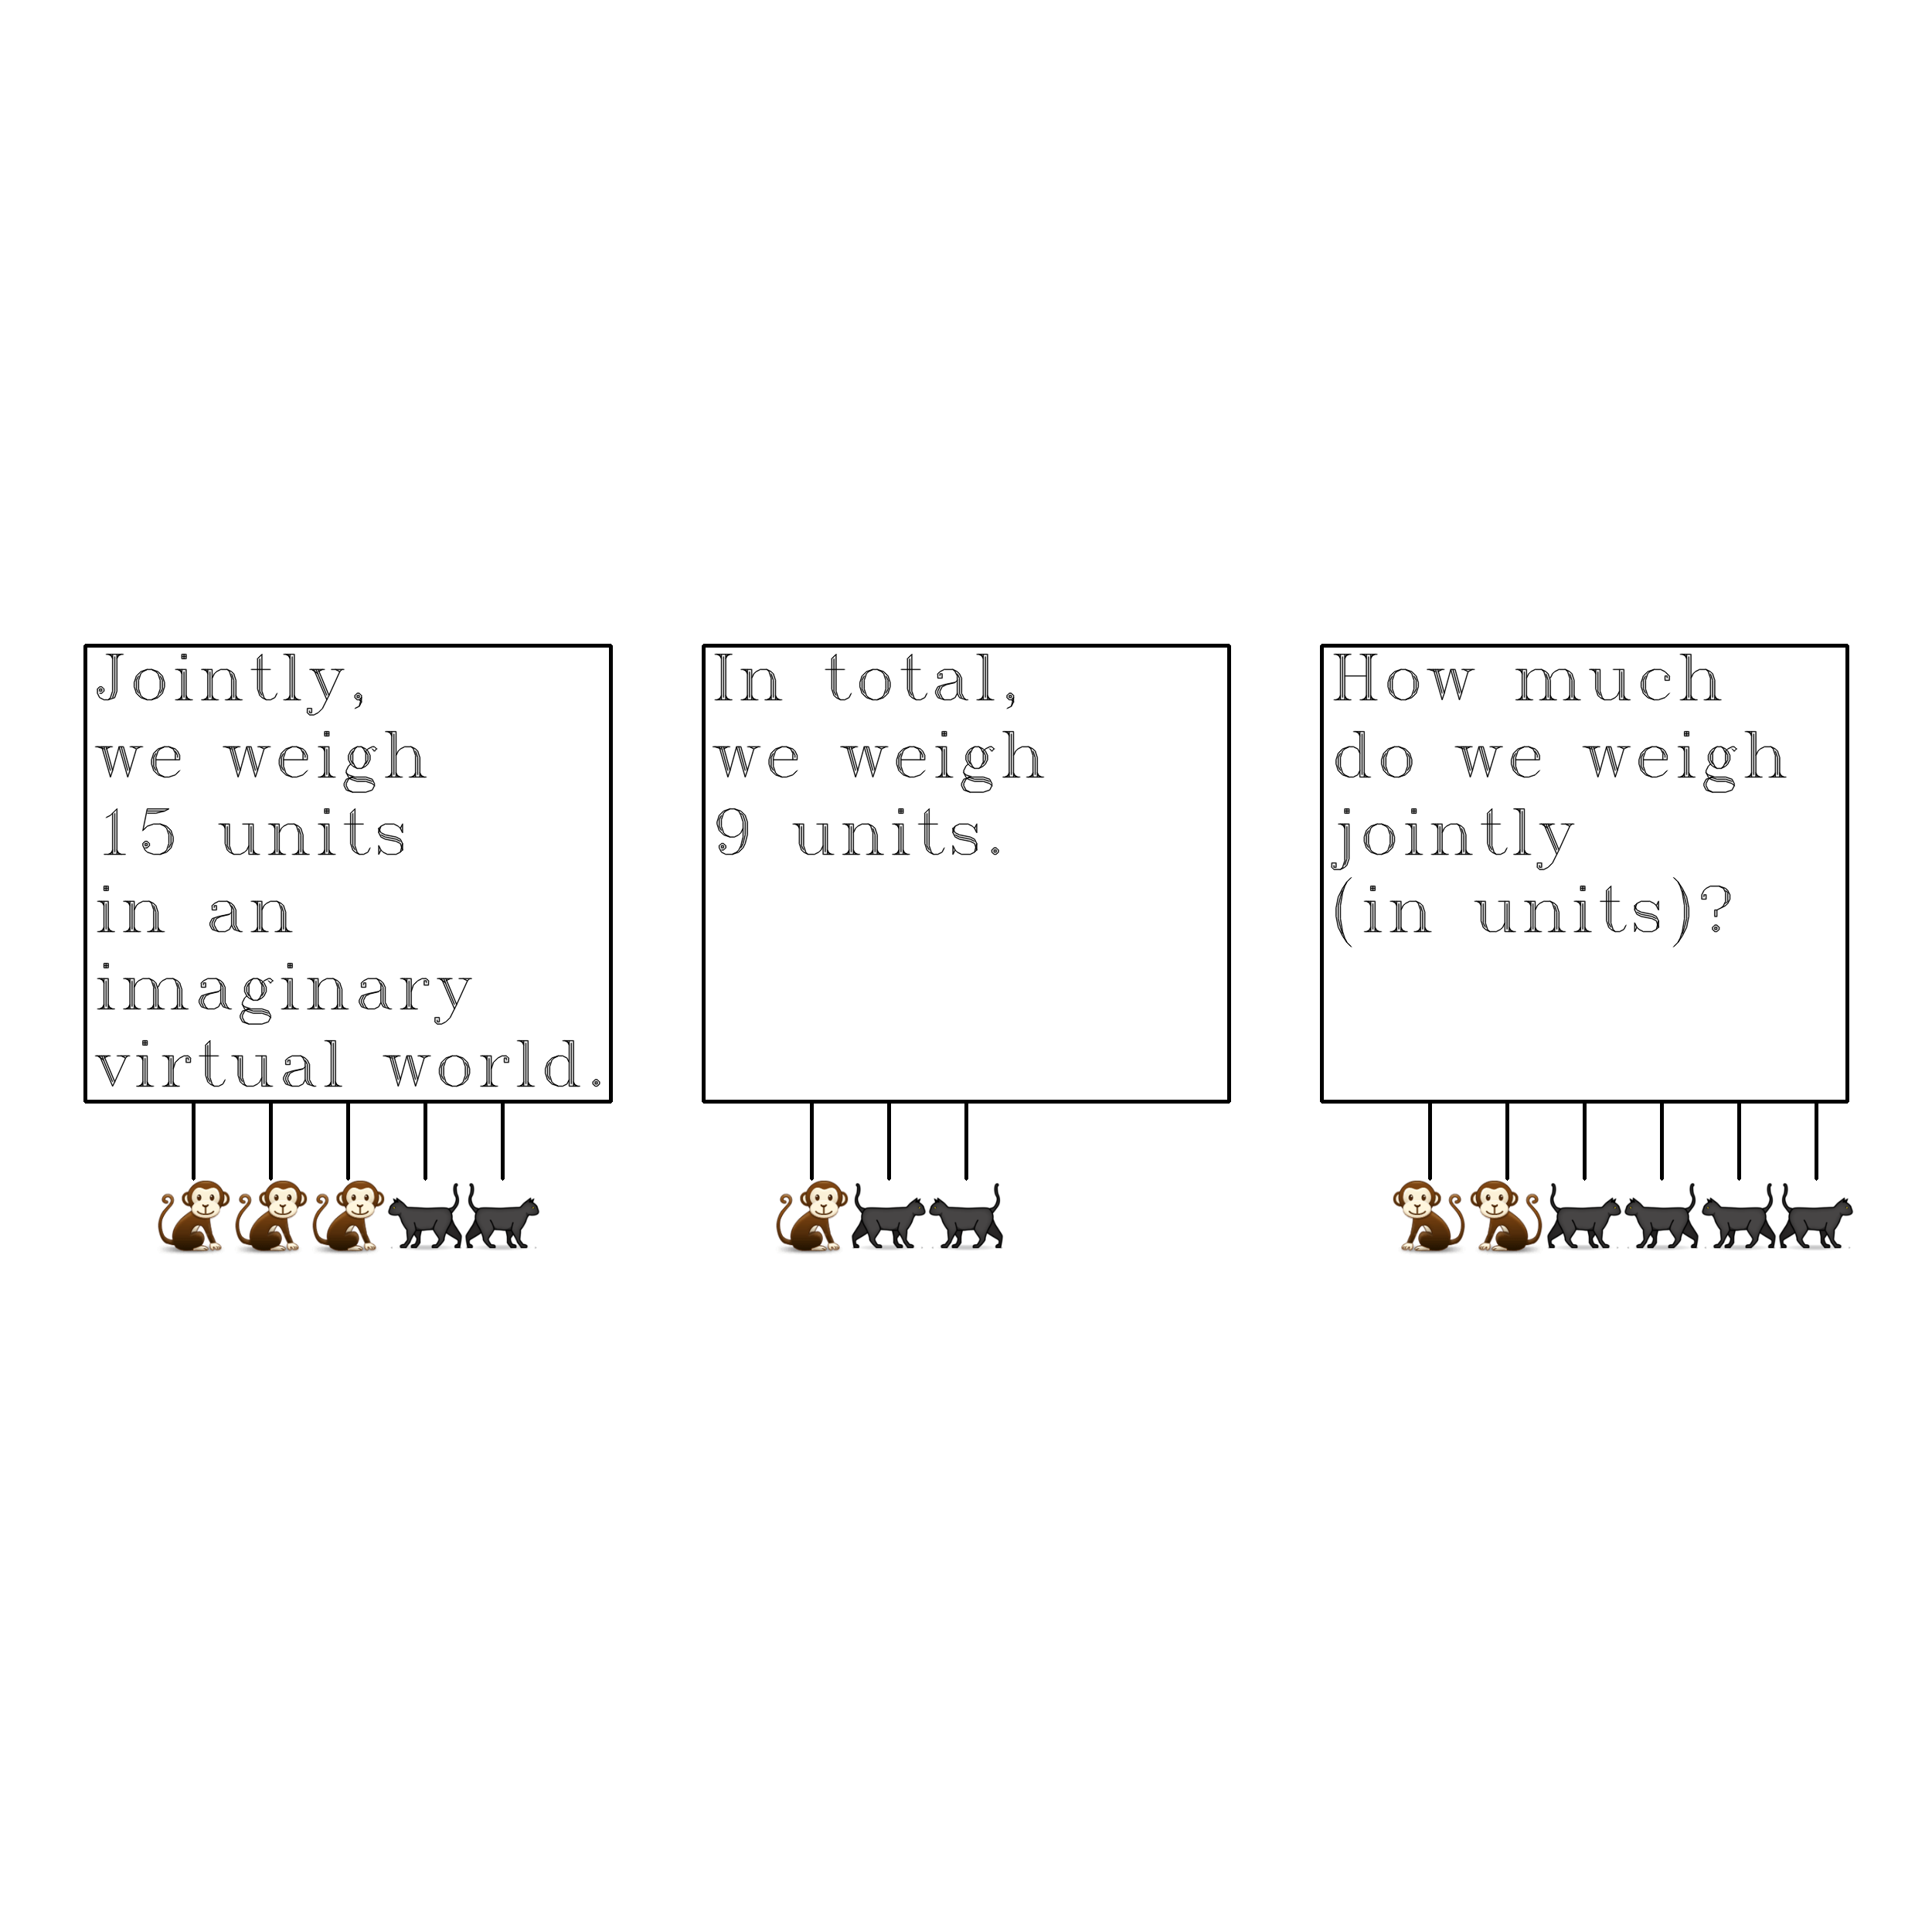 Jointly,
we weigh
15 units
in an
imaginary
virtual world.
In total,
we weigh
9 units.
How much
do we weigh
jointly
(in units)?